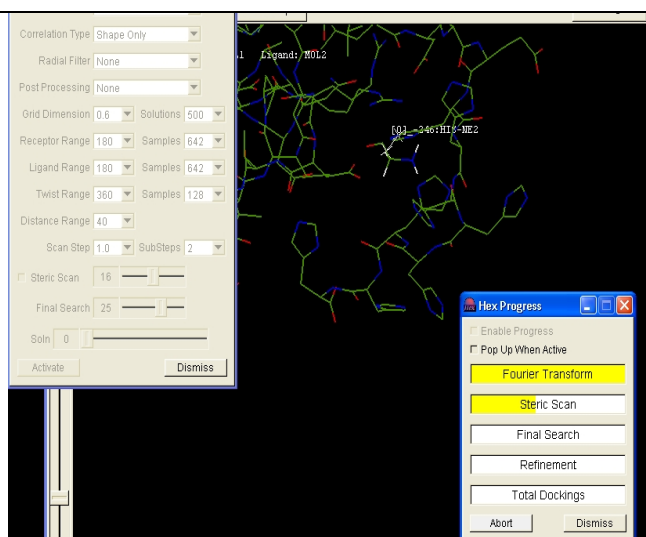 Correlation Type Shape Only
Radial Filter None
Post Processing None
Grid Dimension 0.6 Solutions 500
Receptor Range 180 Samples 642
Ligand Range 180 Samples 642
Twist Range 360 Samples 128
Distance Range 40
Scan Step 1.0 SubSteps 2
Steric Scan 16
Final Search 25
Soln 0
Activate Dismiss
Ligand: MOL2
[0]_-246:HIS-NE2
Hex Progress
Enable Progress
Pop Up When Active
Fourier Transform
Steric Scan
Final Search
Refinement
Total Dockings
Abort Dismiss